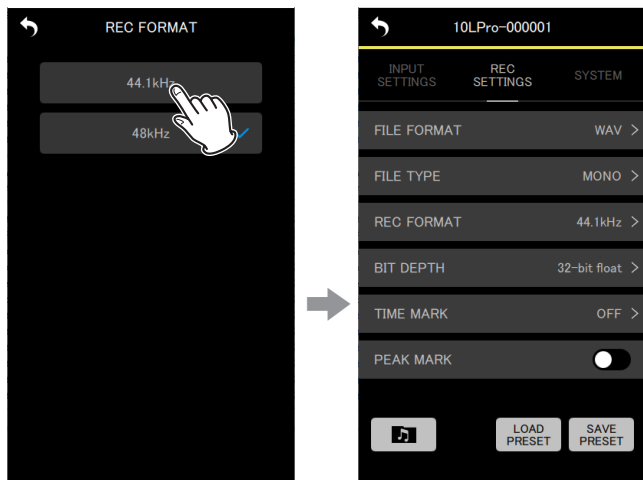 REC FORMAT
44.1kHz
48kHz
10LPro-000001
INPUT
SETTINGS
REC
SETTINGS
SYSTEM
FILE FORMAT
WAV >
FILE TYPE
MONO >
REC FORMAT
44.1kHz >
BIT DEPTH
32-bit float >
TIME MARK
OFF >
PEAK MARK
LOAD
PRESET
SAVE
PRESET